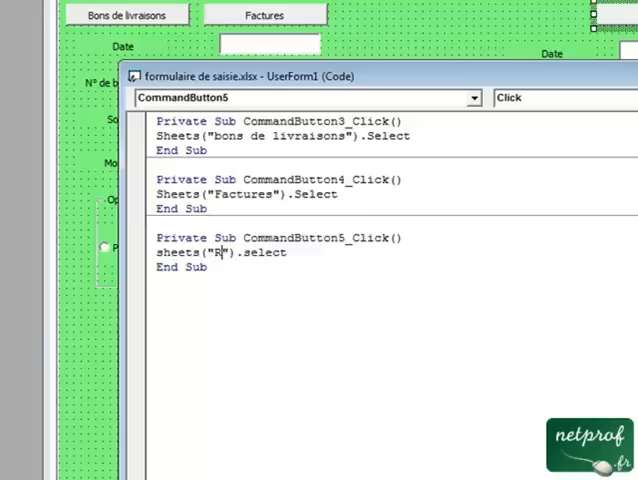 Bons de livraisons
Factures
Date
Date
N° de b
So
Mo
Op
P
formulaire de saisie.xlsx - UserForm1 (Code)
CommandButton5
Click
Private Sub CommandButton3_Click()
Sheets("bons de livraisons").Select
End Sub
Private Sub CommandButton4_Click()
Sheets("Factures").Select
End Sub
Private Sub CommandButton5_Click()
sheets("R").select
End Sub
netprof
.fr